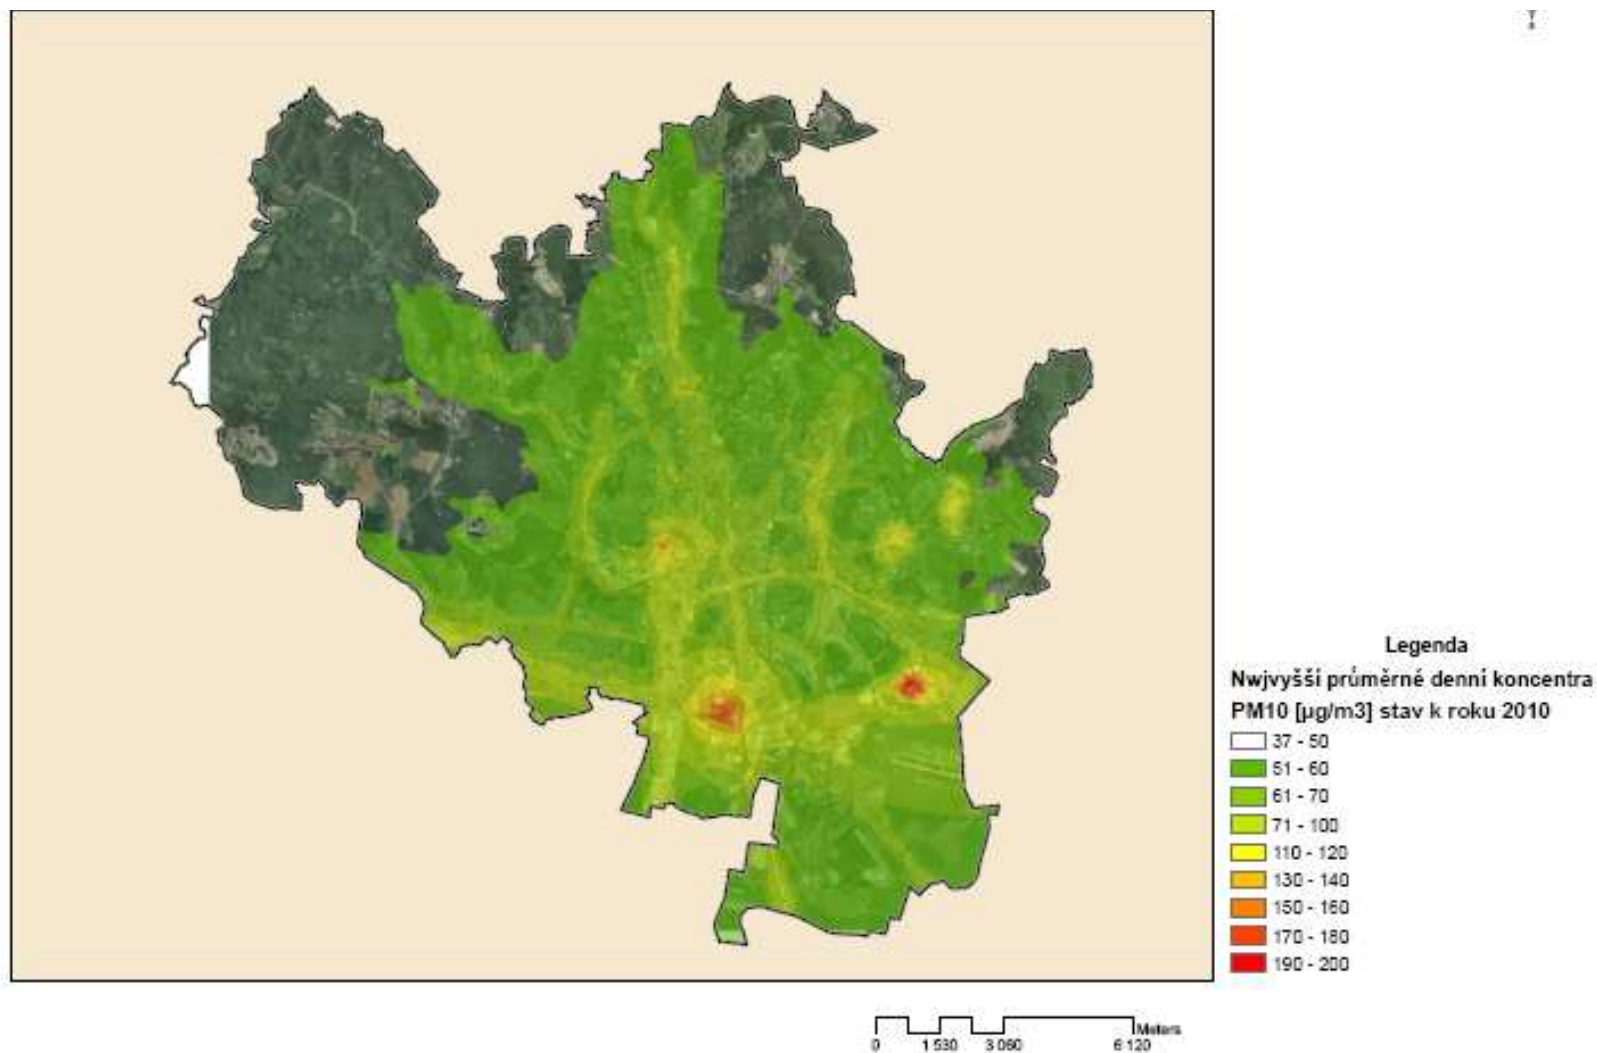 Legenda
Nwjvyšší průměrné denní koncentra
PM10 [µg/m3] stav k roku 2010
37 - 50
51 - 60
61 - 70
71 - 100
110 - 120
130 - 140
150 - 160
170 - 180
190 - 200
Meters
0 1 530 3 060 6 120